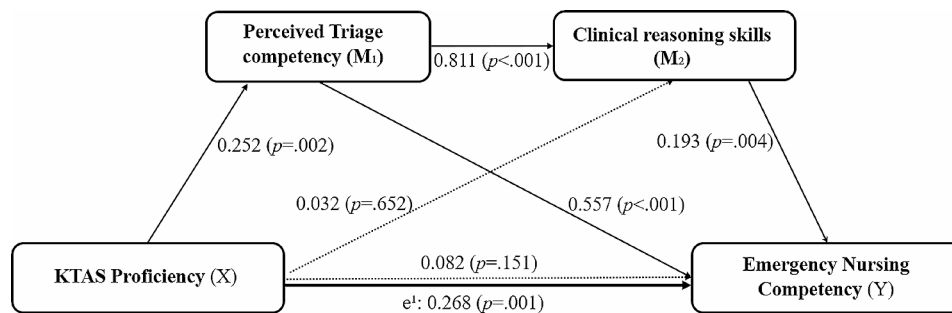 Perceived Triage
competency (M₁)
Clinical reasoning skills
(M₂)
0.811 (p<.001)
0.252 (p=.002)
0.193 (p=.004)
0.032 (p=.652)
0.557 (p<.001)
KTAS Proficiency (X)
0.082 (p=.151)
Emergency Nursing
Competency (Y)
e¹: 0.268 (p=.001)